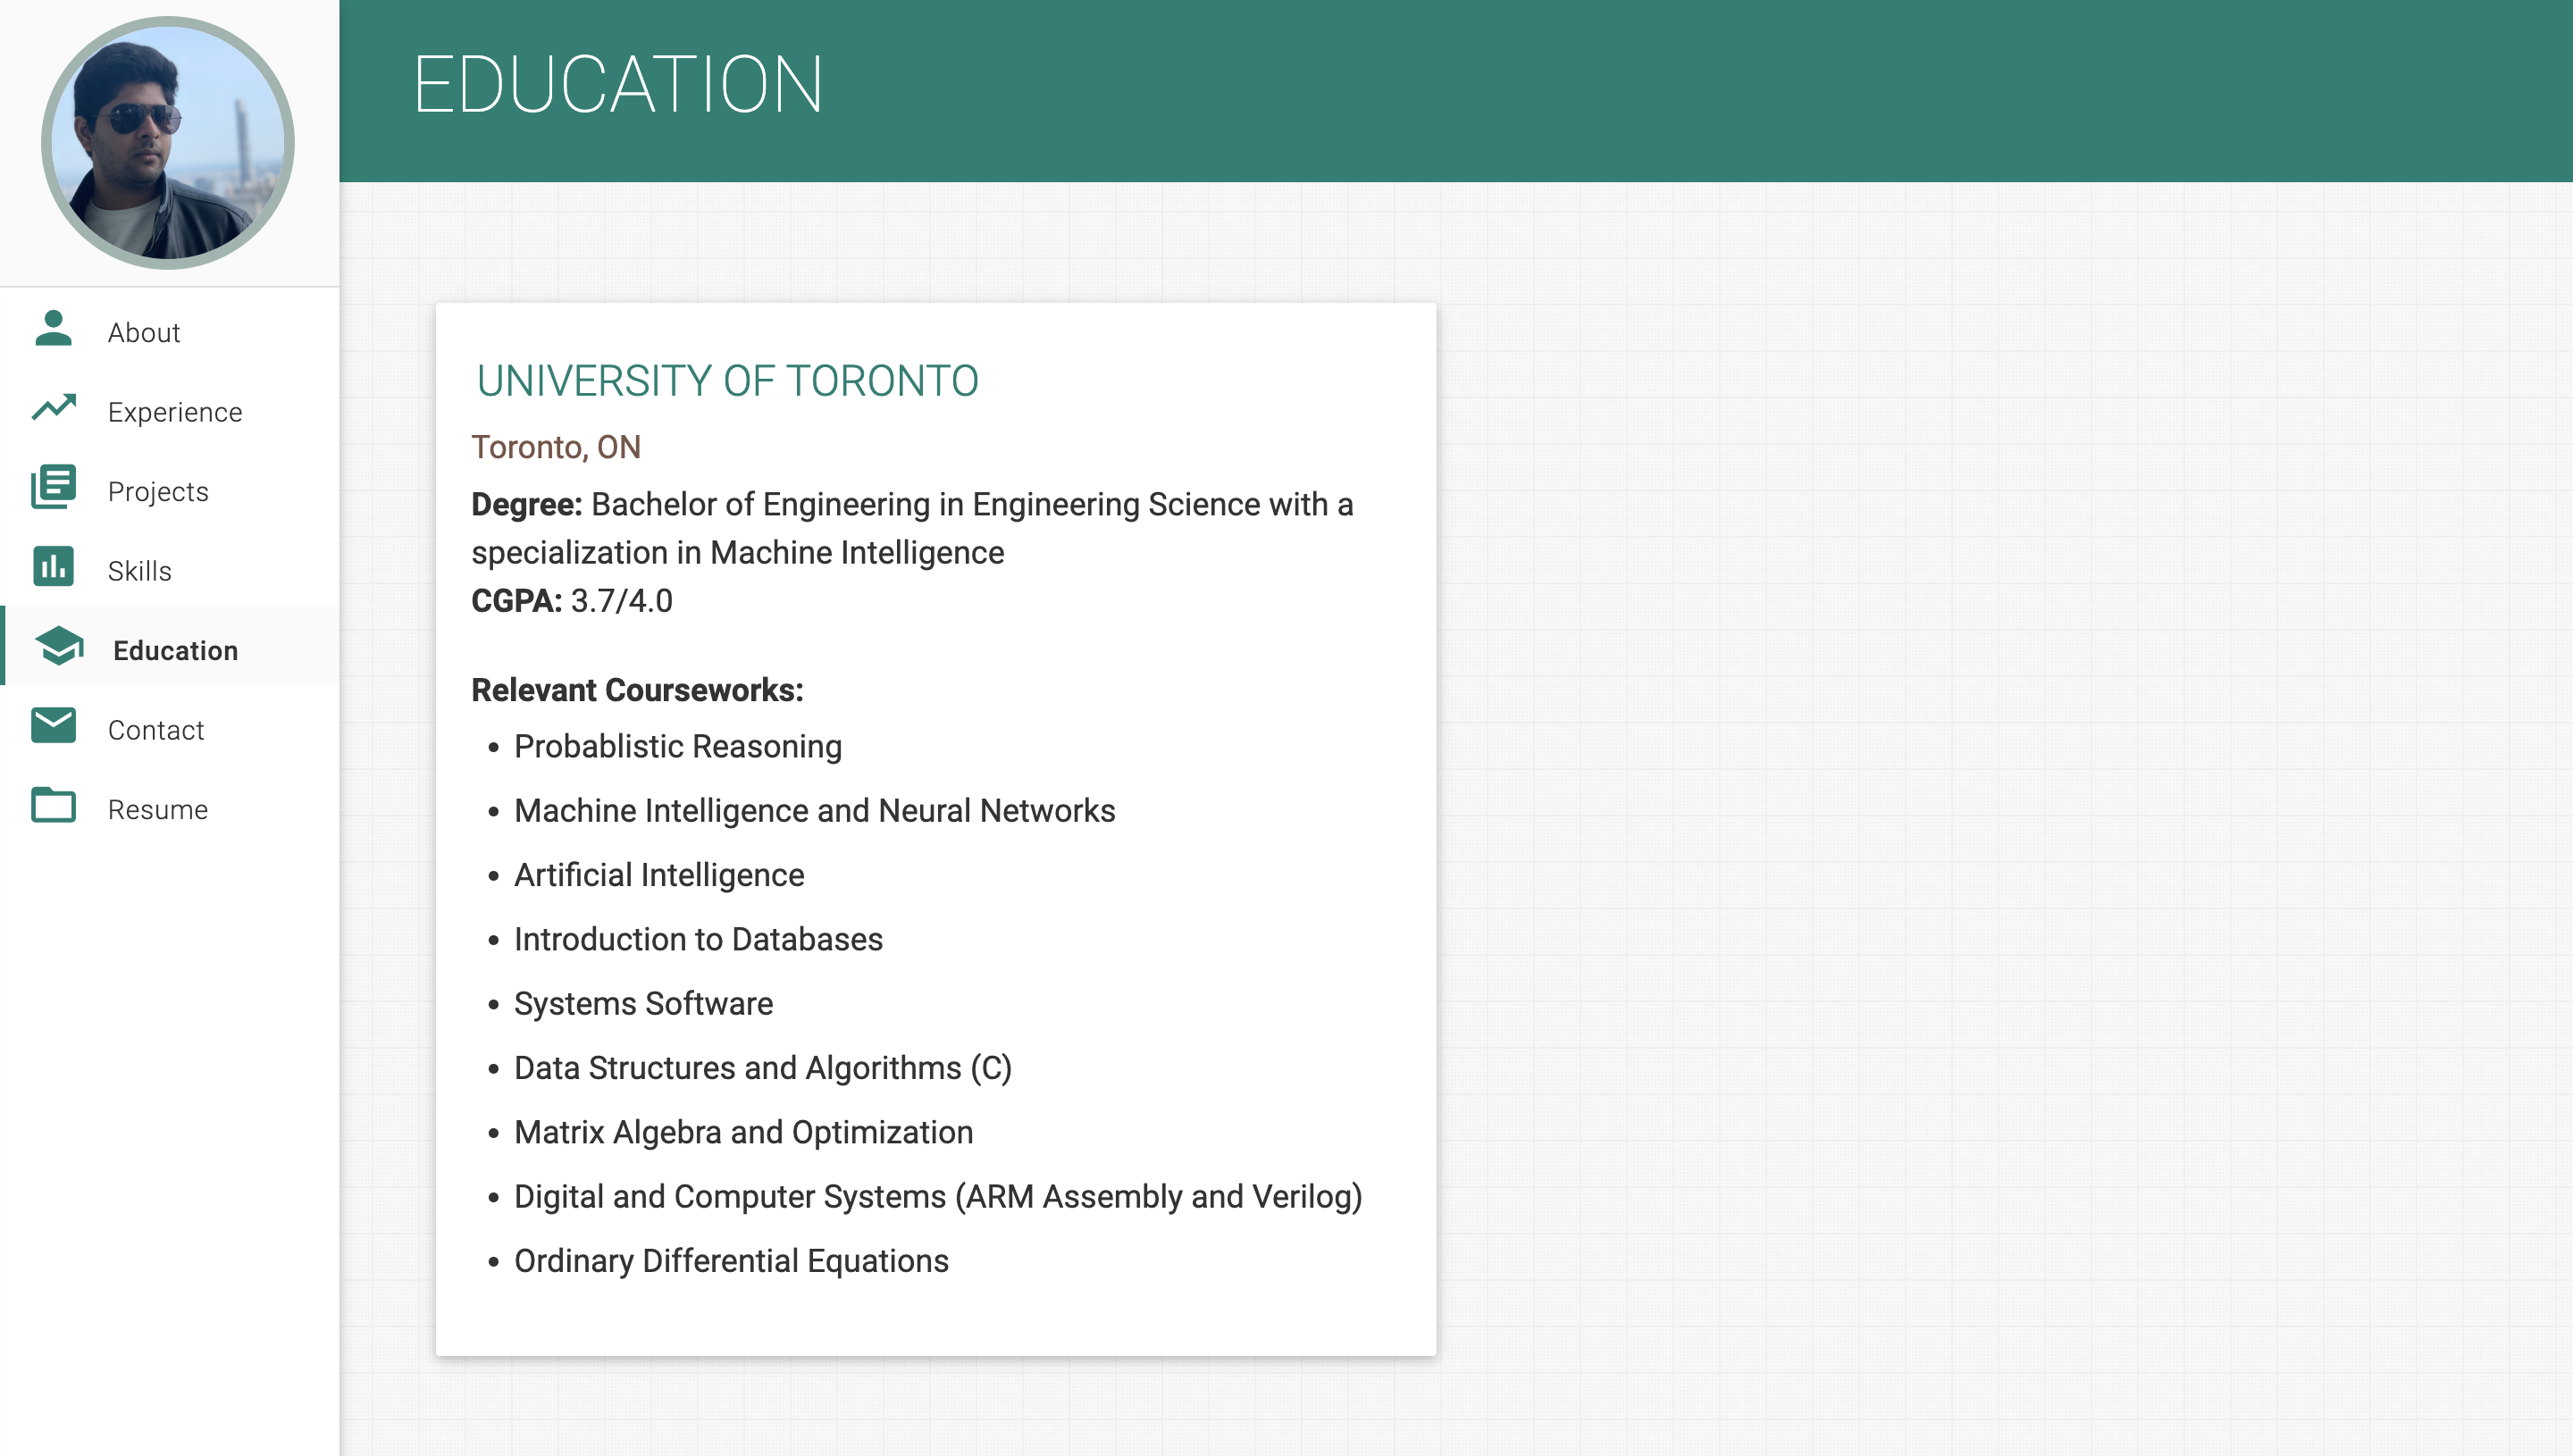 EDUCATION
About
Experience
Projects
Skills
Education
Contact
Resume
UNIVERSITY OF TORONTO
Toronto, ON
Degree: Bachelor of Engineering in Engineering Science with a
specialization in Machine Intelligence
CGPA: 3.7/4.0
Relevant Courseworks:
• Probablistic Reasoning
• Machine Intelligence and Neural Networks
• Artificial Intelligence
• Introduction to Databases
• Systems Software
• Data Structures and Algorithms (C)
• Matrix Algebra and Optimization
• Digital and Computer Systems (ARM Assembly and Verilog)
• Ordinary Differential Equations